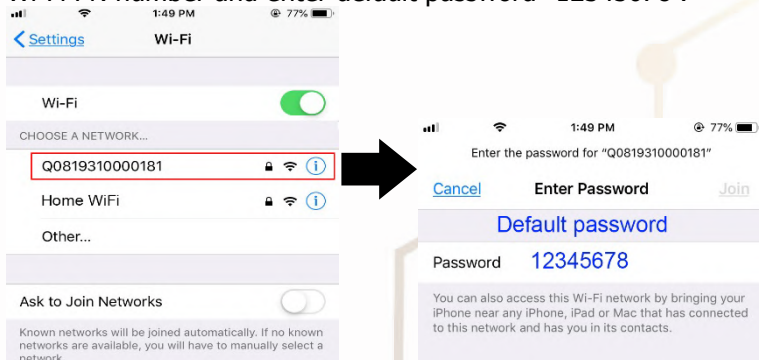 1:49 PM 77%
Settings Wi-Fi
Wi-Fi
CHOOSE A NETWORK...
Q0819310000181
Home WiFi
Other...
Ask to Join Networks
Known networks will be joined automatically. If no known
networks are available, you will have to manually select a
network.
1:49 PM 77%
Enter the password for “Q0819310000181”
Cancel Enter Password Join
Default password
Password 12345678
You can also access this Wi-Fi network by bringing your
iPhone near any iPhone, iPad or Mac that has connected
to this network and has you in its contacts.